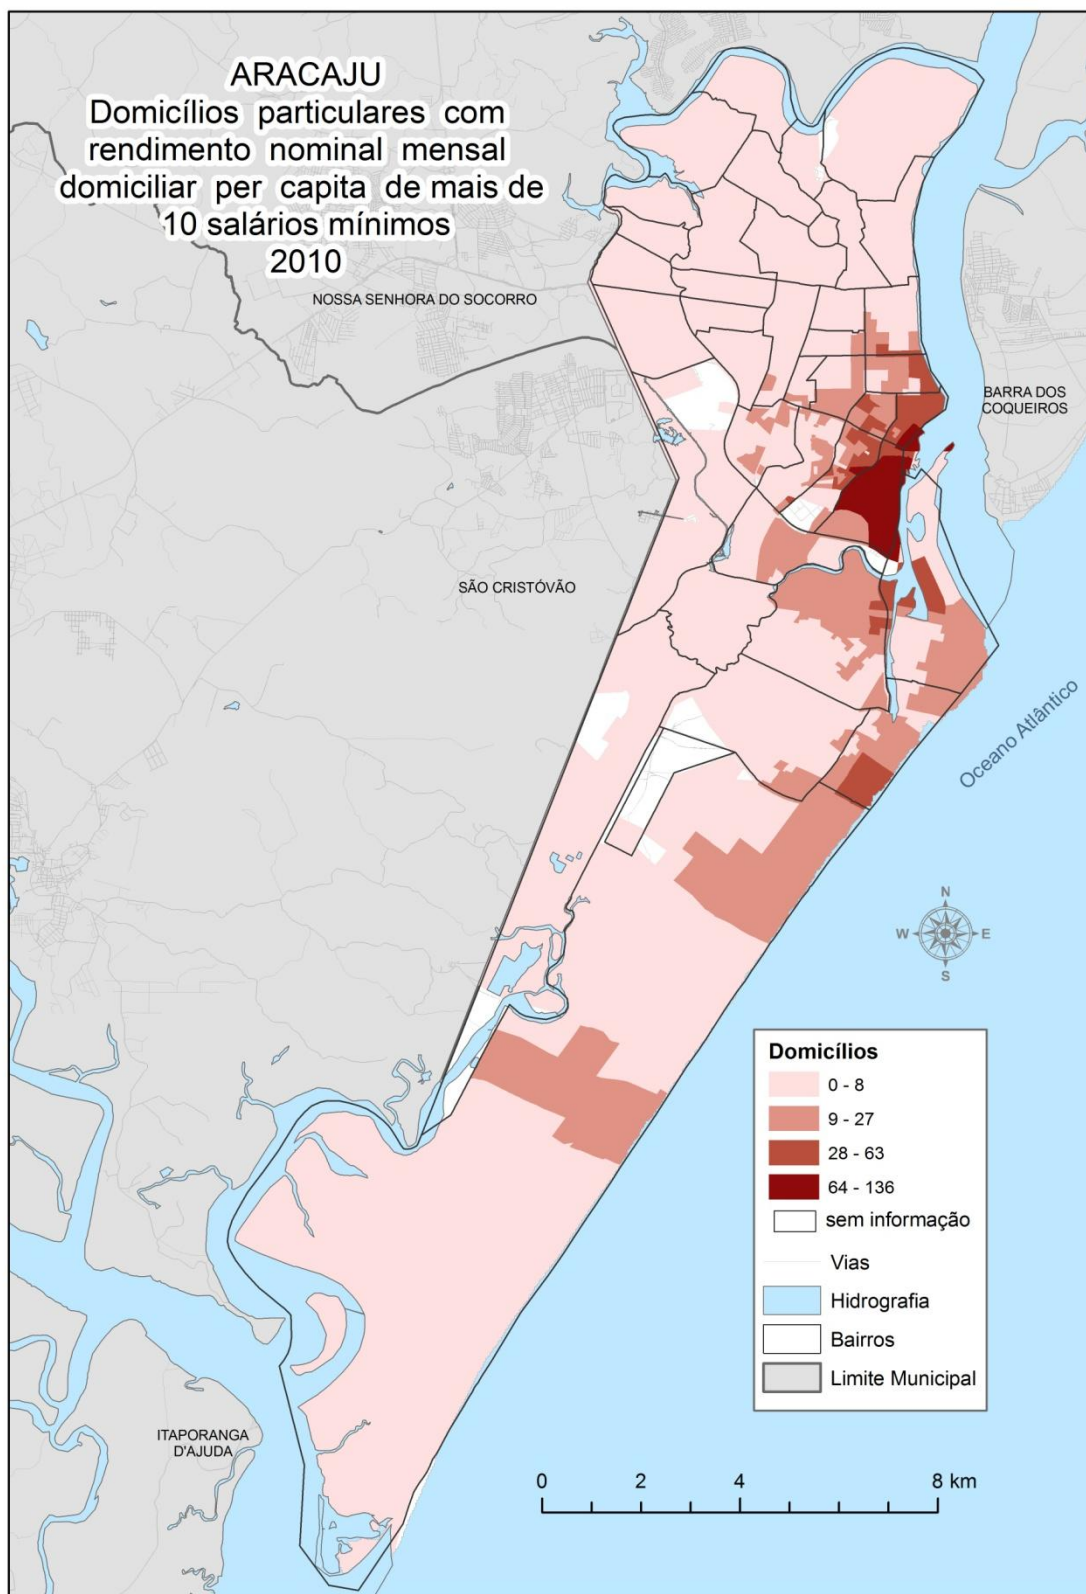 ARACAJU
Domicílios particulares com
rendimento nominal mensal
domiciliar per capita de mais de
10 salários mínimos
2010
NOSSA SENHORA DO SOCORRO
BARRA DOS
COQUEIROS
SÃO CRISTÓVÃO
Oceano Atlântico
N
W
E
S
Domicílios
0 - 8
9 - 27
28 - 63
64 - 136
sem informação
Vias
Hidrografia
Bairros
Limite Municipal
ITAPORANGA
D'AJUDA
0 2 4 8 km